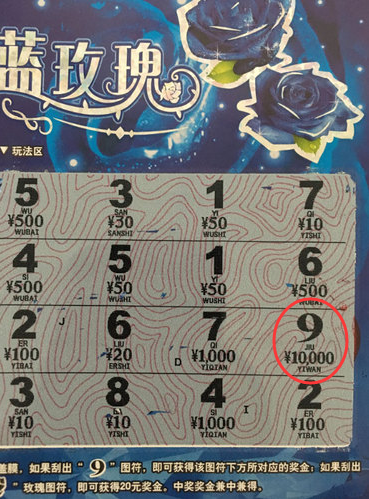 蓝玫瑰
▼ 玩法区
5 3 1 7
WU SAN YI QI
¥500 ¥30 ¥50 ¥10
WUBAI SANSHI WUSHI YISHI
4 5 1 6
SI WU YI LIU
¥500 ¥50 ¥50 ¥500
WUBAI WUSHI WUSHI WUBAI
J
2 6 7 9
ER LIU QI JIU
¥100 ¥20 ¥1,000 ¥10,000
D
YIBAI ERSHI YIQIAN YIWAN
3 8 4 2
I
SAN BA SI ER
¥10 ¥10 ¥1,000 ¥100
YISHI YISHI YIQIAN YIBAI
盖膜，如果刮出“9”图符，即可获得该图符下方所对应的奖金；如果刮出
”玫瑰图符，即可获得20元奖金。中奖奖金兼中兼得。